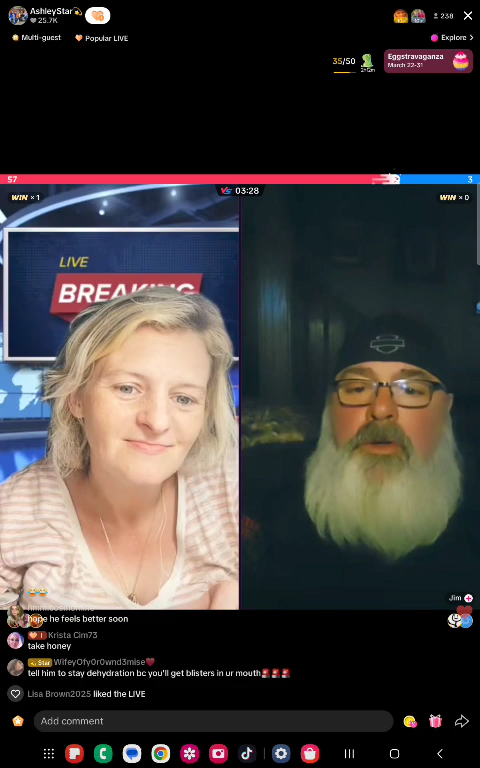 AshleyStar💫
25.7K
238
Multi-guest
Popular LIVE
Explore >
35/50
Eggstravaganza
March 22-31
57
3
WIN × 1
VS 03:28
WIN × 0
LIVE
BREAKING
Jim
hope he feels better soon
Krista Cim73
take honey
Star WifeyOfy0r0wnd3mise
tell him to stay dehydration bc you'll get blisters in ur mouth🚨🚨🚨
Lisa Brown2025 liked the LIVE
Add comment